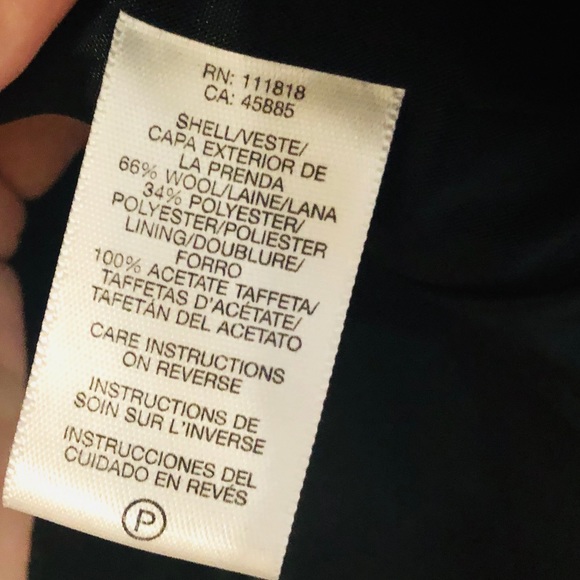 RN: 111818
CA: 45885
SHELL/VESTE/
CAPA EXTERIOR DE
LA PRENDA
66% WOOL/LAINE/LANA
34% POLYESTER/
POLYESTER/POLIESTER
LINING/DOUBLURE/
FORRO
100% ACETATE TAFFETA/
TAFFETAS D'ACÉTATE/
TAFETÁN DEL ACETATO
CARE INSTRUCTIONS
ON REVERSE
INSTRUCTIONS DE
SOIN SUR L'INVERSE
INSTRUCCIONES DEL
CUIDADO EN REVÉS
P